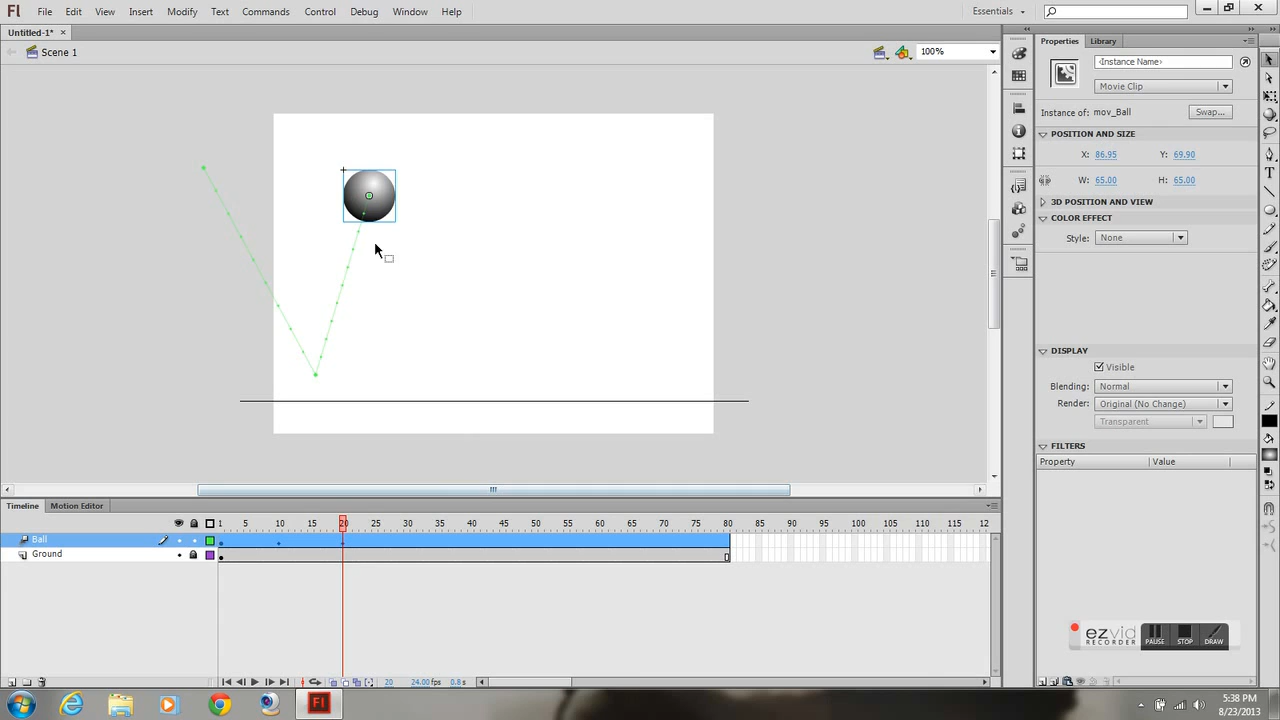 Fl File Edit View Insert Modify Text Commands Control Debug Window Help Essentials
Untitled-1* ×
Scene 1 100%
Properties Library
‹Instance Name›
Movie Clip
Instance of: mov_Ball Swap...
POSITION AND SIZE
X: 86.95 Y: 69.90
W: 65.00 H: 65.00
3D POSITION AND VIEW
COLOR EFFECT
Style: None
DISPLAY
Visible
Blending: Normal
Render: Original (No Change)
Transparent
FILTERS
Property Value
Timeline Motion Editor
1 5 10 15 20 25 30 35 40 45 50 55 60 65 70 75 80 85 90 95 100 105 110 115 12
Ball
Ground
ezvid
RECORDER
PAUSE STOP DRAW
20 24.00fps 0.8s
Fl
5:38 PM
8/23/2013